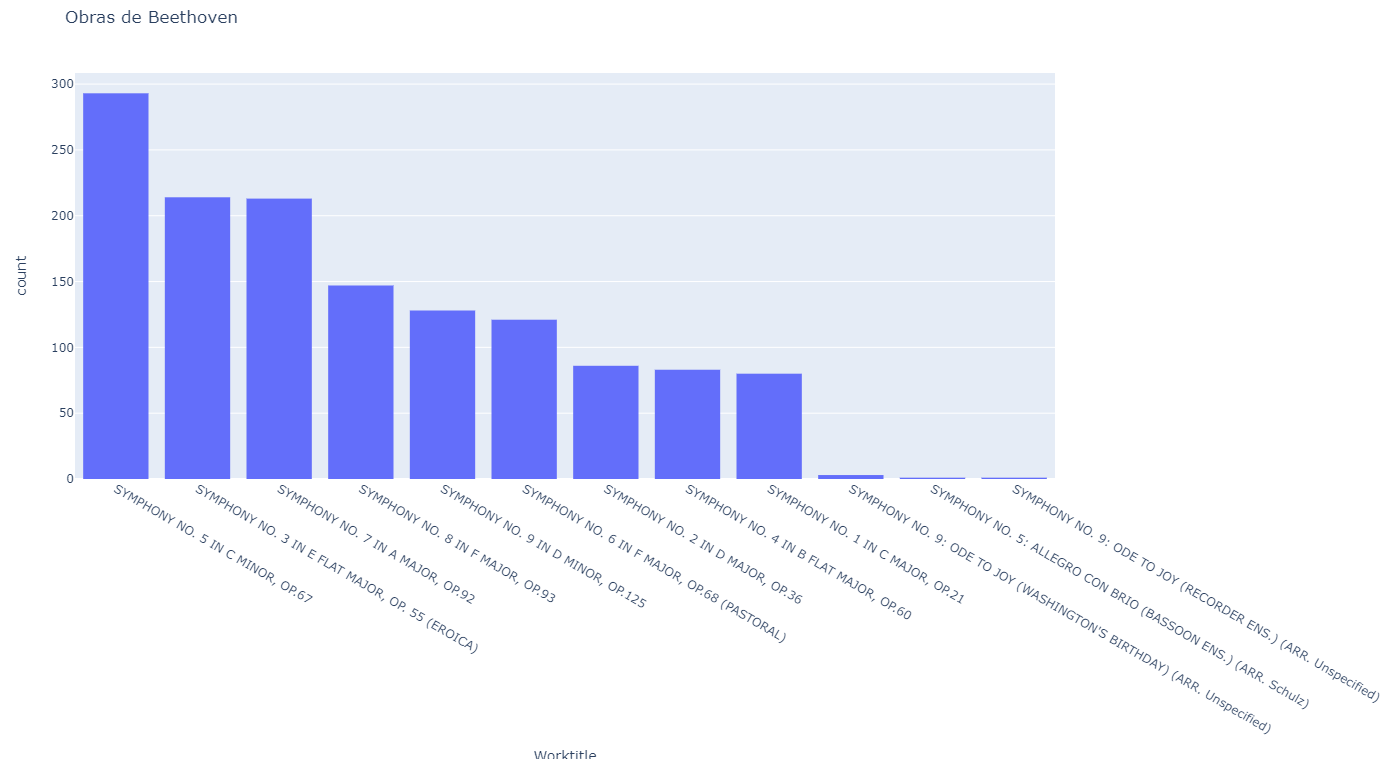 Obras de Beethoven
300
250
200
150
100
50
0
count
SYMPHONY NO. 5 IN C MINOR, OP.67
SYMPHONY NO. 3 IN E FLAT MAJOR, OP. 55 (EROICA)
SYMPHONY NO. 7 IN A MAJOR, OP.92
SYMPHONY NO. 8 IN F MAJOR, OP.93
SYMPHONY NO. 9 IN D MINOR, OP.125
SYMPHONY NO. 6 IN F MAJOR, OP.68 (PASTORAL)
SYMPHONY NO. 2 IN D MAJOR, OP.36
SYMPHONY NO. 4 IN B FLAT MAJOR, OP.60
SYMPHONY NO. 1 IN C MAJOR, OP.21
SYMPHONY NO. 9: ODE TO JOY (WASHINGTON'S BIRTHDAY) (ARR. Unspecified)
SYMPHONY NO. 5: ALLEGRO CON BRIO (BASSOON ENS.) (ARR. Schulz)
SYMPHONY NO. 9: ODE TO JOY (RECORDER ENS.) (ARR. Unspecified)
Worktitle